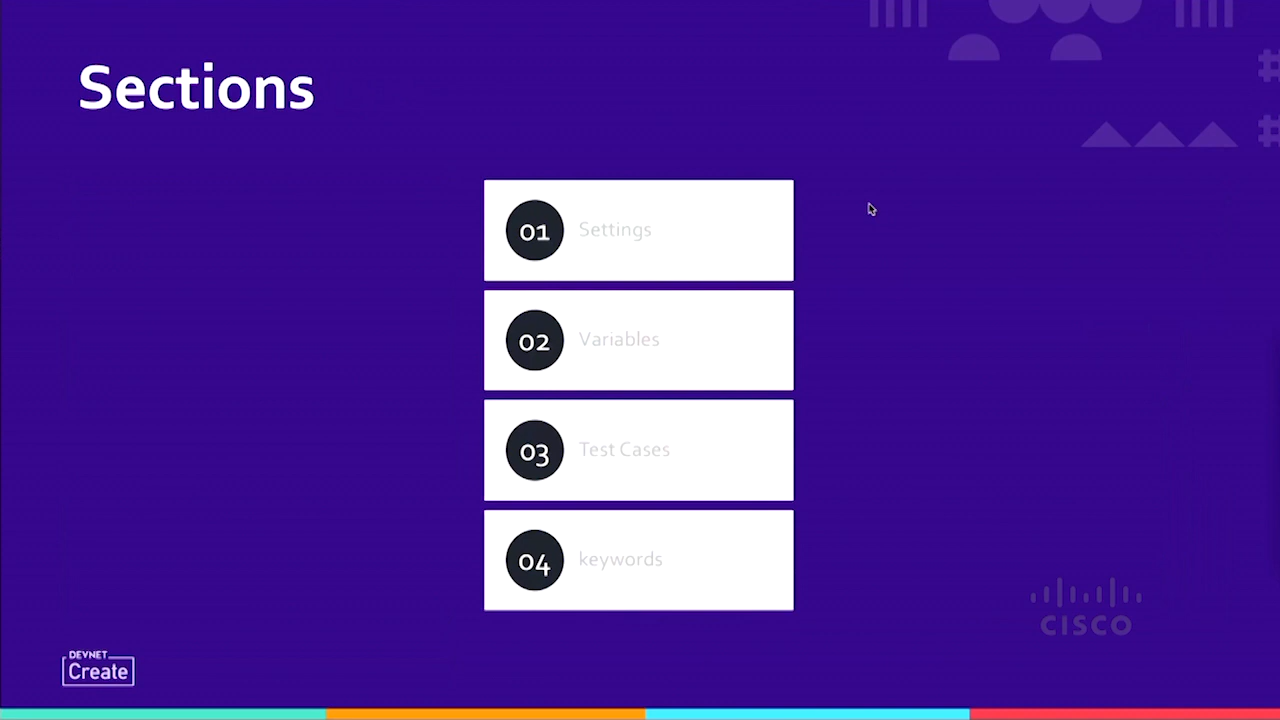 Sections
01 Settings
02 Variables
03 Test Cases
04 keywords
CISCO
DEVNET
Create